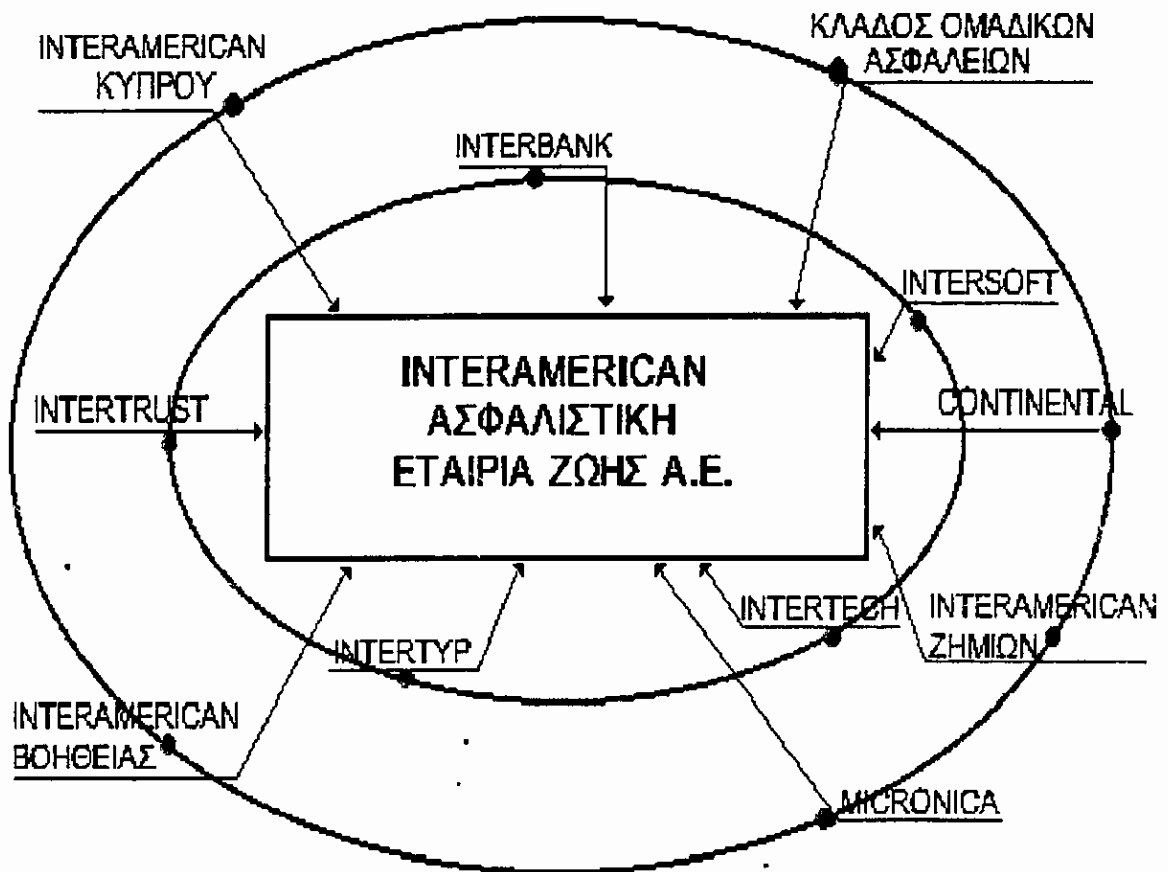 INTERAMERICAN
ΚΥΠΡΟΥ
ΚΛΑΔΟΣ ΟΜΑΔΙΚΩΝ
ΑΣΦΑΛΕΙΩΝ
INTERBANK
INTERSOFT
INTERTRUST
INTERAMERICAN
ΑΣΦΑΛΙΣΤΙΚΗ
ΕΤΑΙΡΙΑ ΖΩΗΣ Α.Ε.
CONTINENTAL
INTERTYP
INTERTECH
INTERAMERICAN
ΖΗΜΙΩΝ
INTERAMERICAN
ΒΟΗΘΕΙΑΣ
MICRONICA